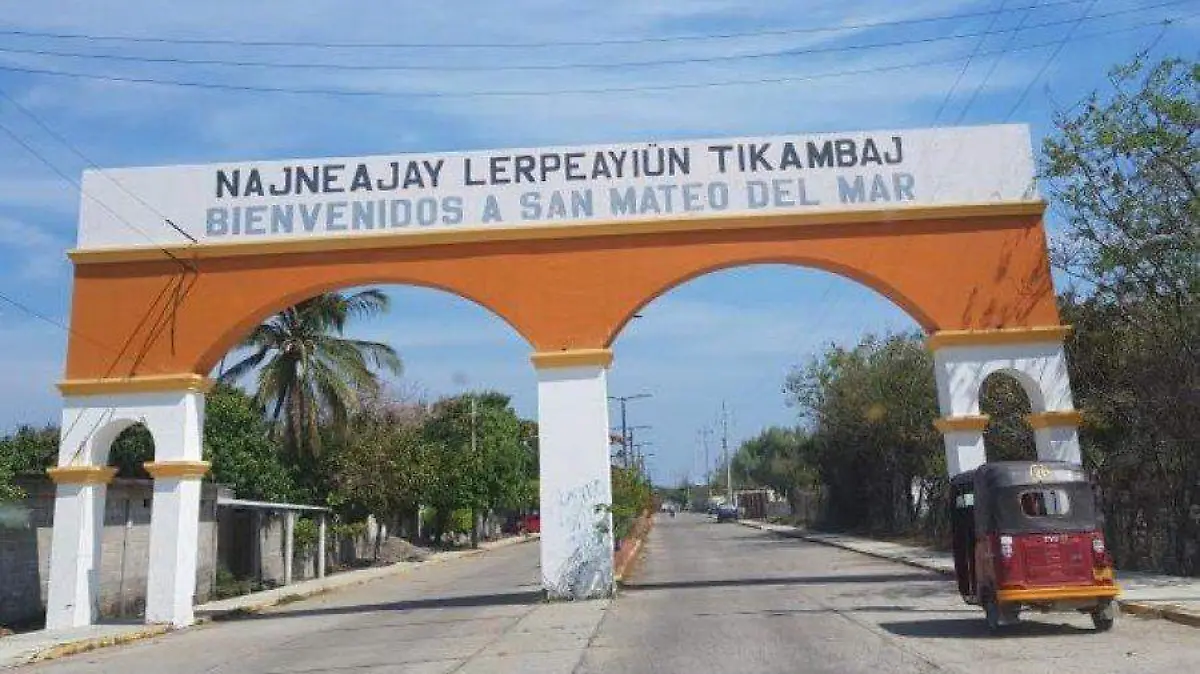 NAJNEAJAY LERPEAYIÜN TIKAMBAJ
BIENVENIDOS A SAN MATEO DEL MAR